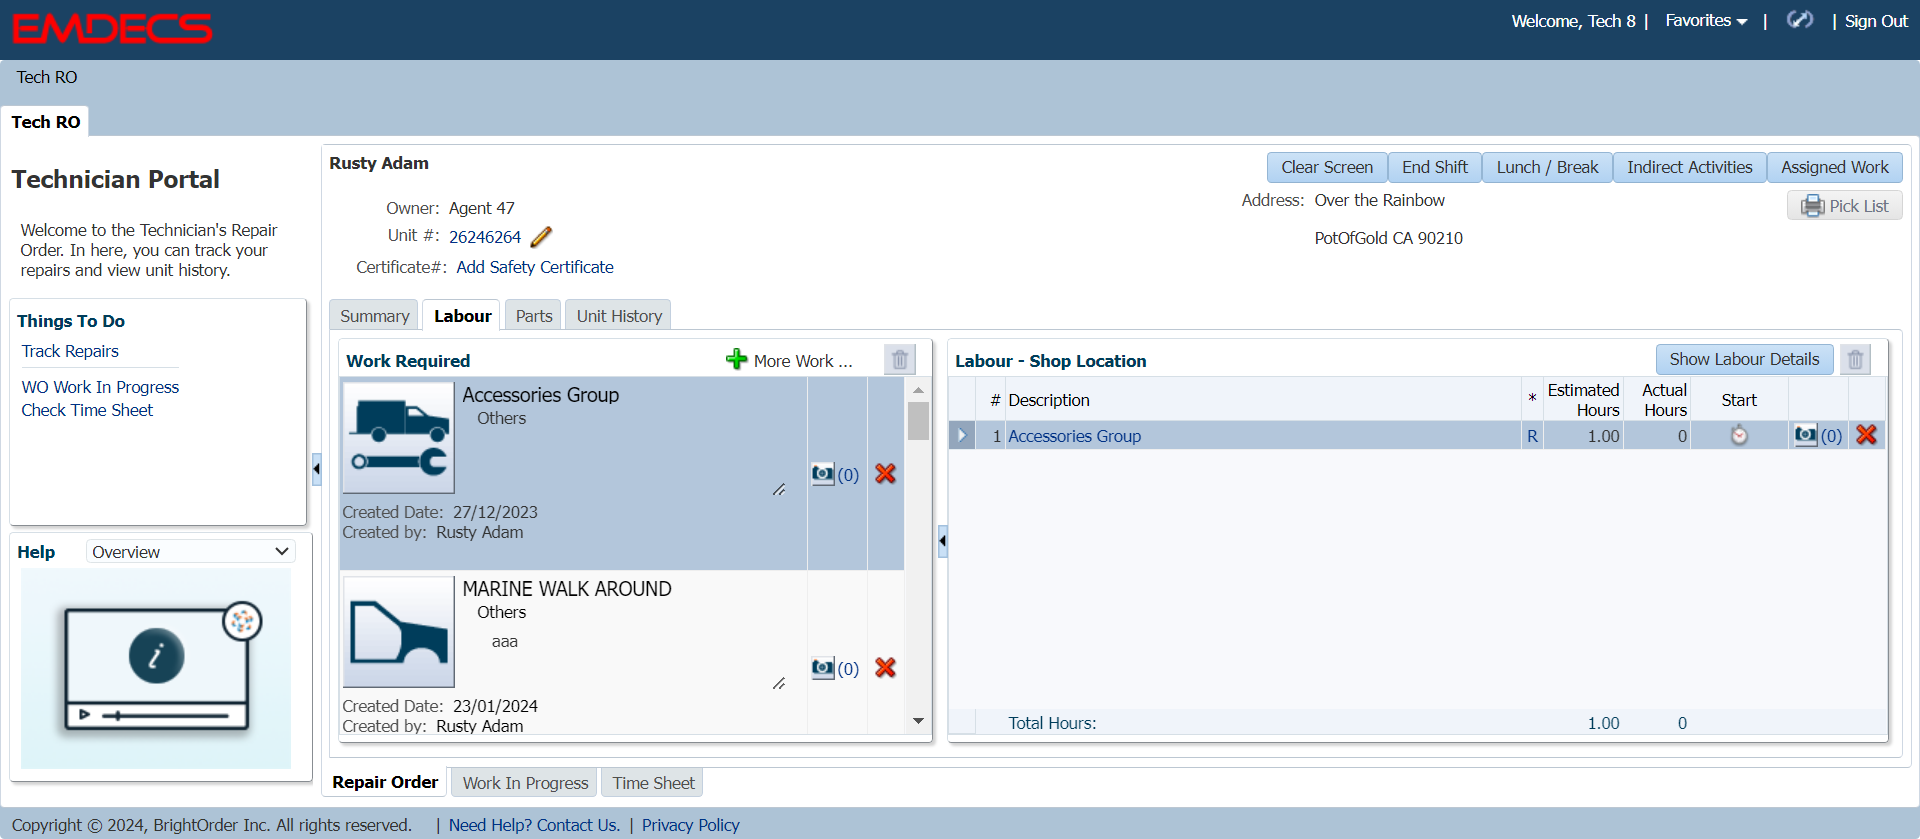 EMDECS
Welcome, Tech 8 | Favorites | | Sign Out
Tech RO
Tech RO
Technician Portal
Welcome to the Technician's Repair
Order. In here, you can track your
repairs and view unit history.
Things To Do
Track Repairs
WO Work In Progress
Check Time Sheet
Help Overview
i
Rusty Adam
Clear Screen End Shift Lunch / Break Indirect Activities Assigned Work
Owner: Agent 47
Unit #: 26246264
Certificate#: Add Safety Certificate
Address: Over the Rainbow
PotOfGold CA 90210
Pick List
Summary Labour Parts Unit History
Work Required More Work ...
Accessories Group
Others
(0)
Created Date: 27/12/2023
Created by: Rusty Adam
MARINE WALK AROUND
Others
aaa
(0)
Created Date: 23/01/2024
Created by: Rusty Adam
Labour - Shop Location Show Labour Details
# Description * Estimated Hours Actual Hours Start
1 Accessories Group R 1.00 0 (0)
Total Hours: 1.00 0
Repair Order Work In Progress Time Sheet
Copyright © 2024, BrightOrder Inc. All rights reserved. | Need Help? Contact Us. | Privacy Policy